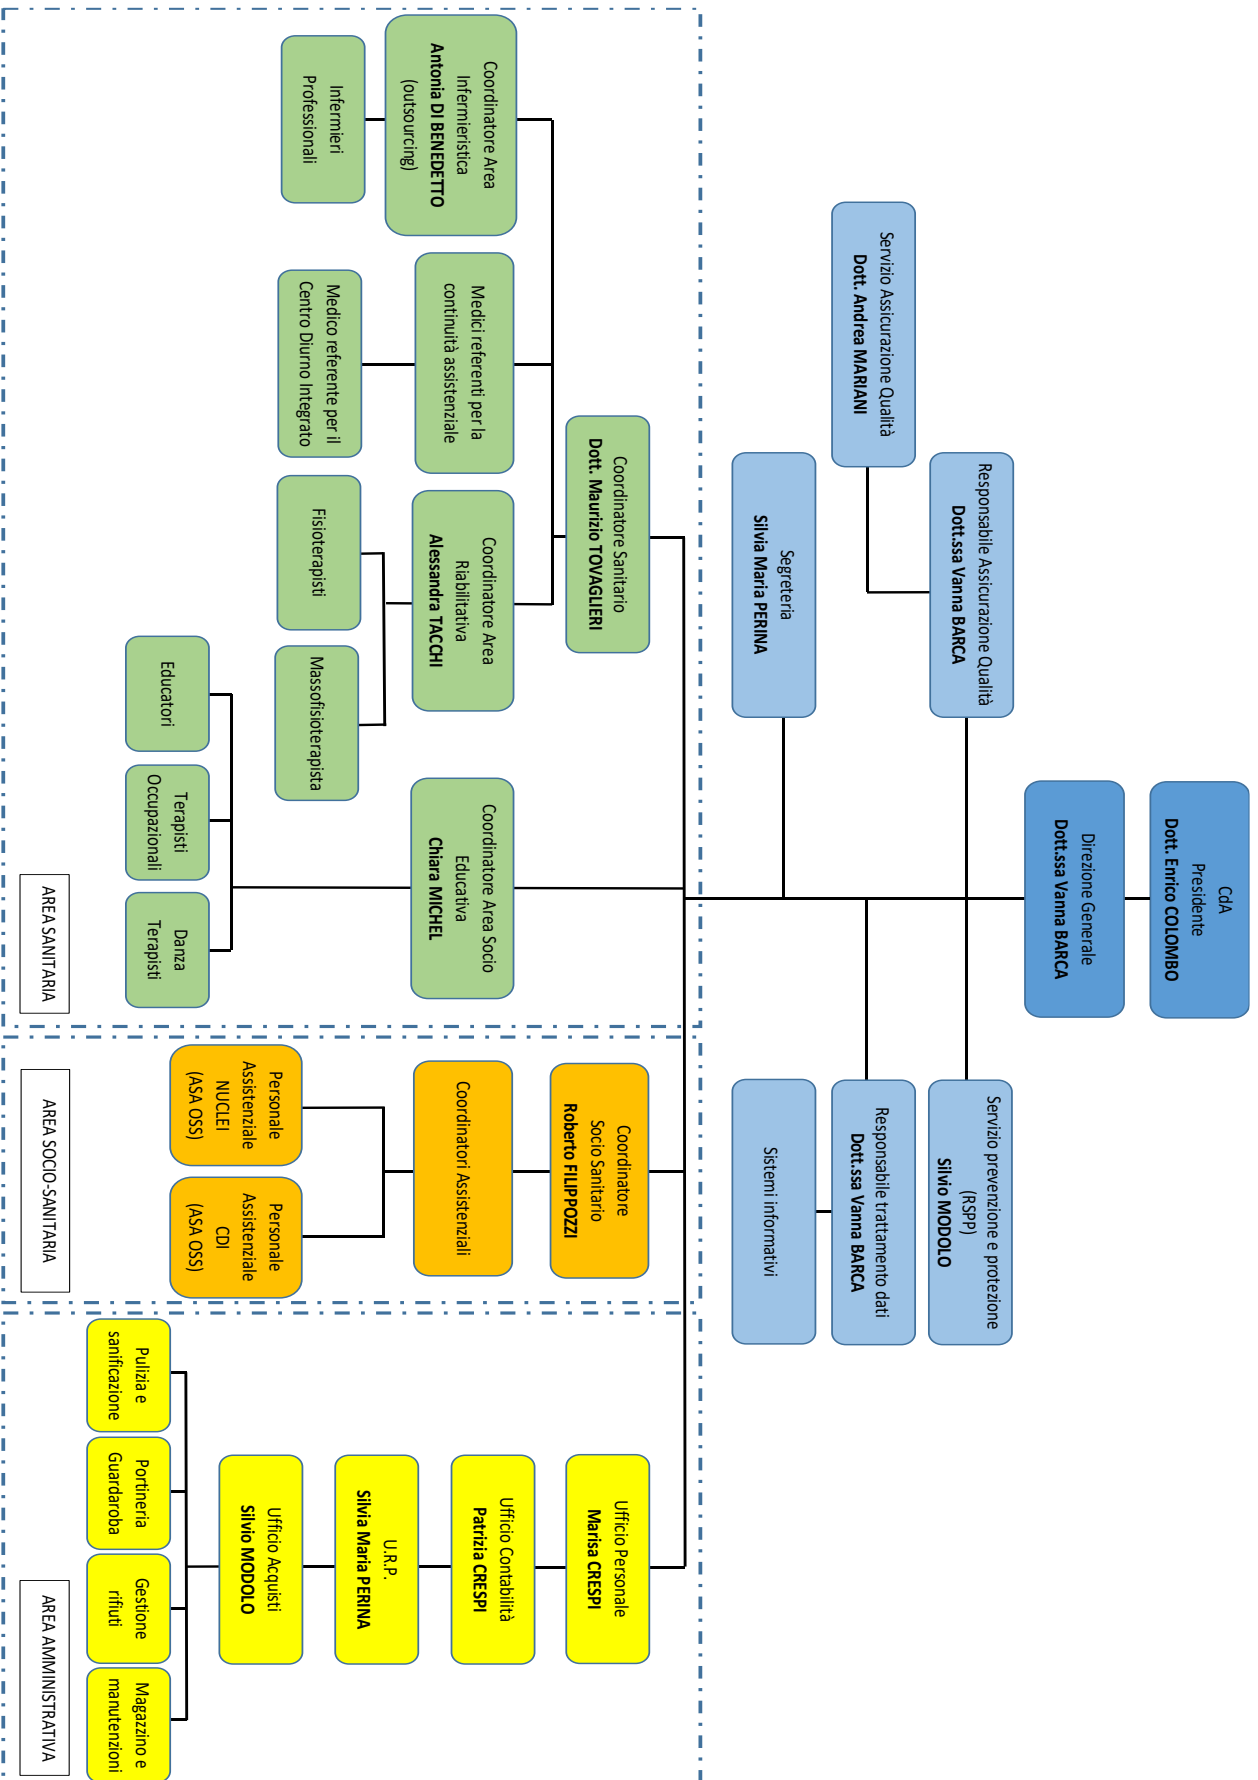 CdA
Presidente
Dott. Enrico COLOMBO
Direzione Generale
Dott.ssa Vanna BARCA
Responsabile Assicurazione Qualità
Dott.ssa Vanna BARCA
Servizio prevenzione e protezione
(RSPP)
Silvio MODOLO
Servizio Assicurazione Qualità
Dott. Andrea MARIANI
Responsabile trattamento dati
Dott.ssa Vanna BARCA
Segreteria
Silvia Maria PERINA
Sistemi informativi
Coordinatore Sanitario
Dott. Maurizio TOVAGLIERI
Coordinatore Area
Infermieristica
Antonia DI BENEDETTO
(outsourcing)
Medici referenti per la
continuità assistenziale
Coordinatore Area
Riabilitativa
Alessandra TACCHI
Coordinatore Area Socio
Educativa
Chiara MICHEL
Infermieri
Professionali
Medico referente per il
Centro Diurno Integrato
Fisioterapisti
Massofisioterapista
Educatori
Terapisti
Occupazionali
Danza
Terapisti
AREA SANITARIA
Coordinatore
Socio Sanitario
Roberto FILIPPOZZI
Coordinatori Assistenziali
Personale
Assistenziale
NUCLEI
(ASA OSS)
Personale
Assistenziale
CDI
(ASA OSS)
AREA SOCIO-SANITARIA
Ufficio Personale
Marisa CRESPI
Ufficio Contabilità
Patrizia CRESPI
U.R.P.
Silvia Maria PERINA
Ufficio Acquisti
Silvio MODOLO
Pulizia e
sanificazione
Portineria
Guardaroba
Gestione
rifiuti
Magazzino e
manutenzioni
AREA AMMINISTRATIVA